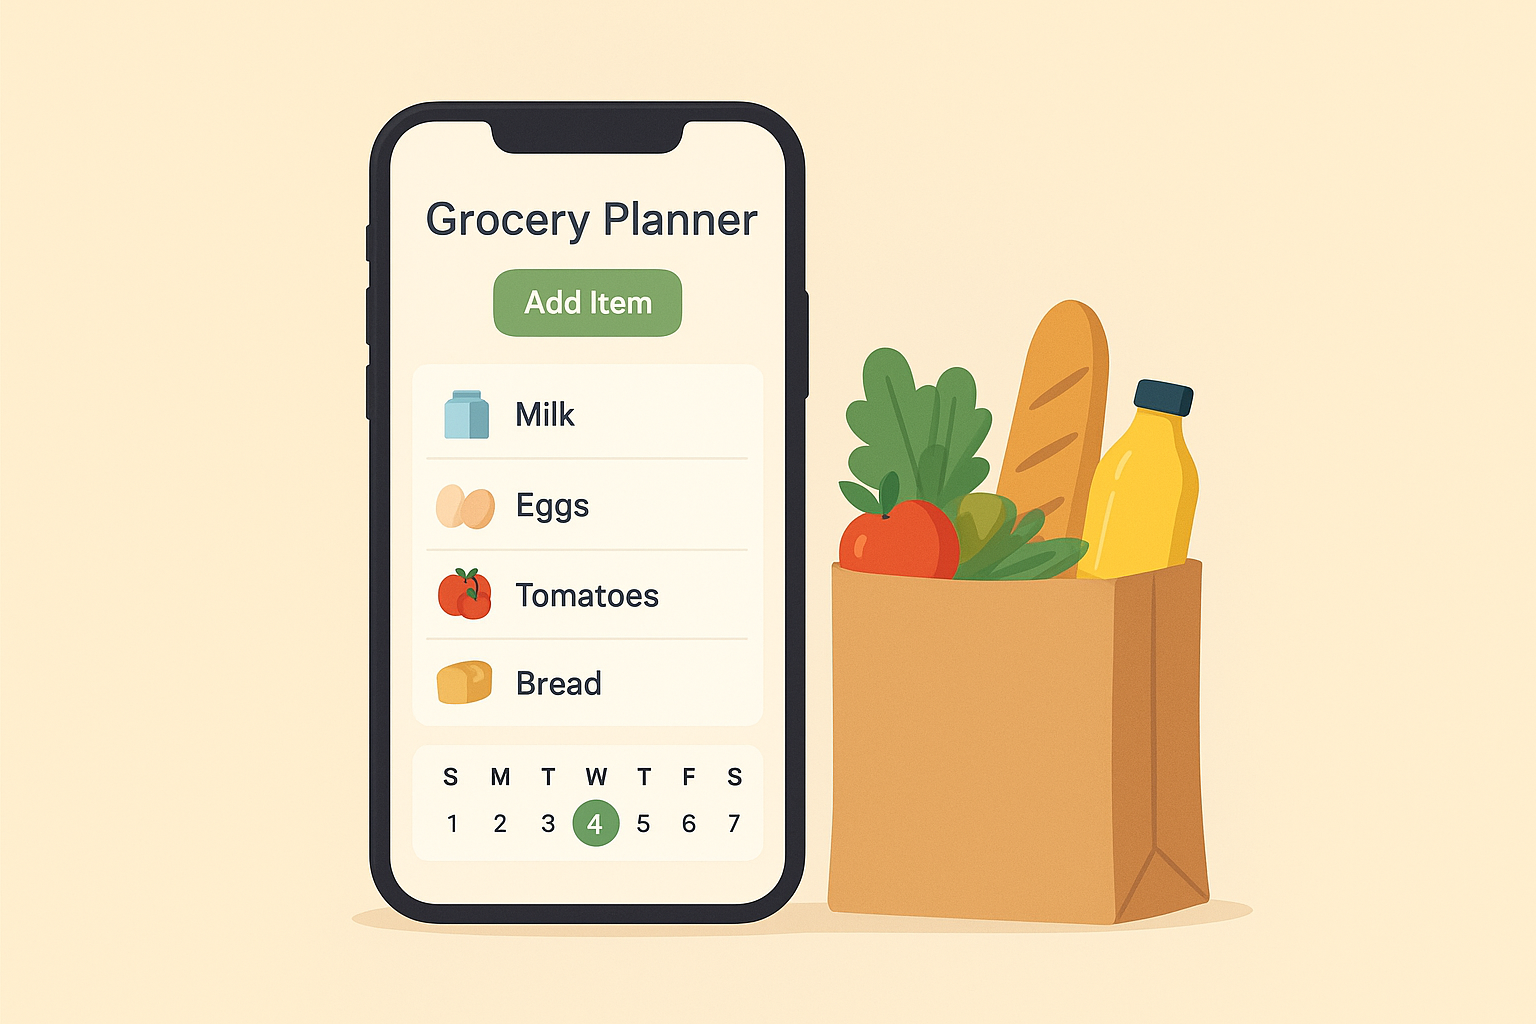 Grocery Planner
Add Item
Milk
Eggs
Tomatoes
Bread
S M T W T F S
1 2 3 4 5 6 7